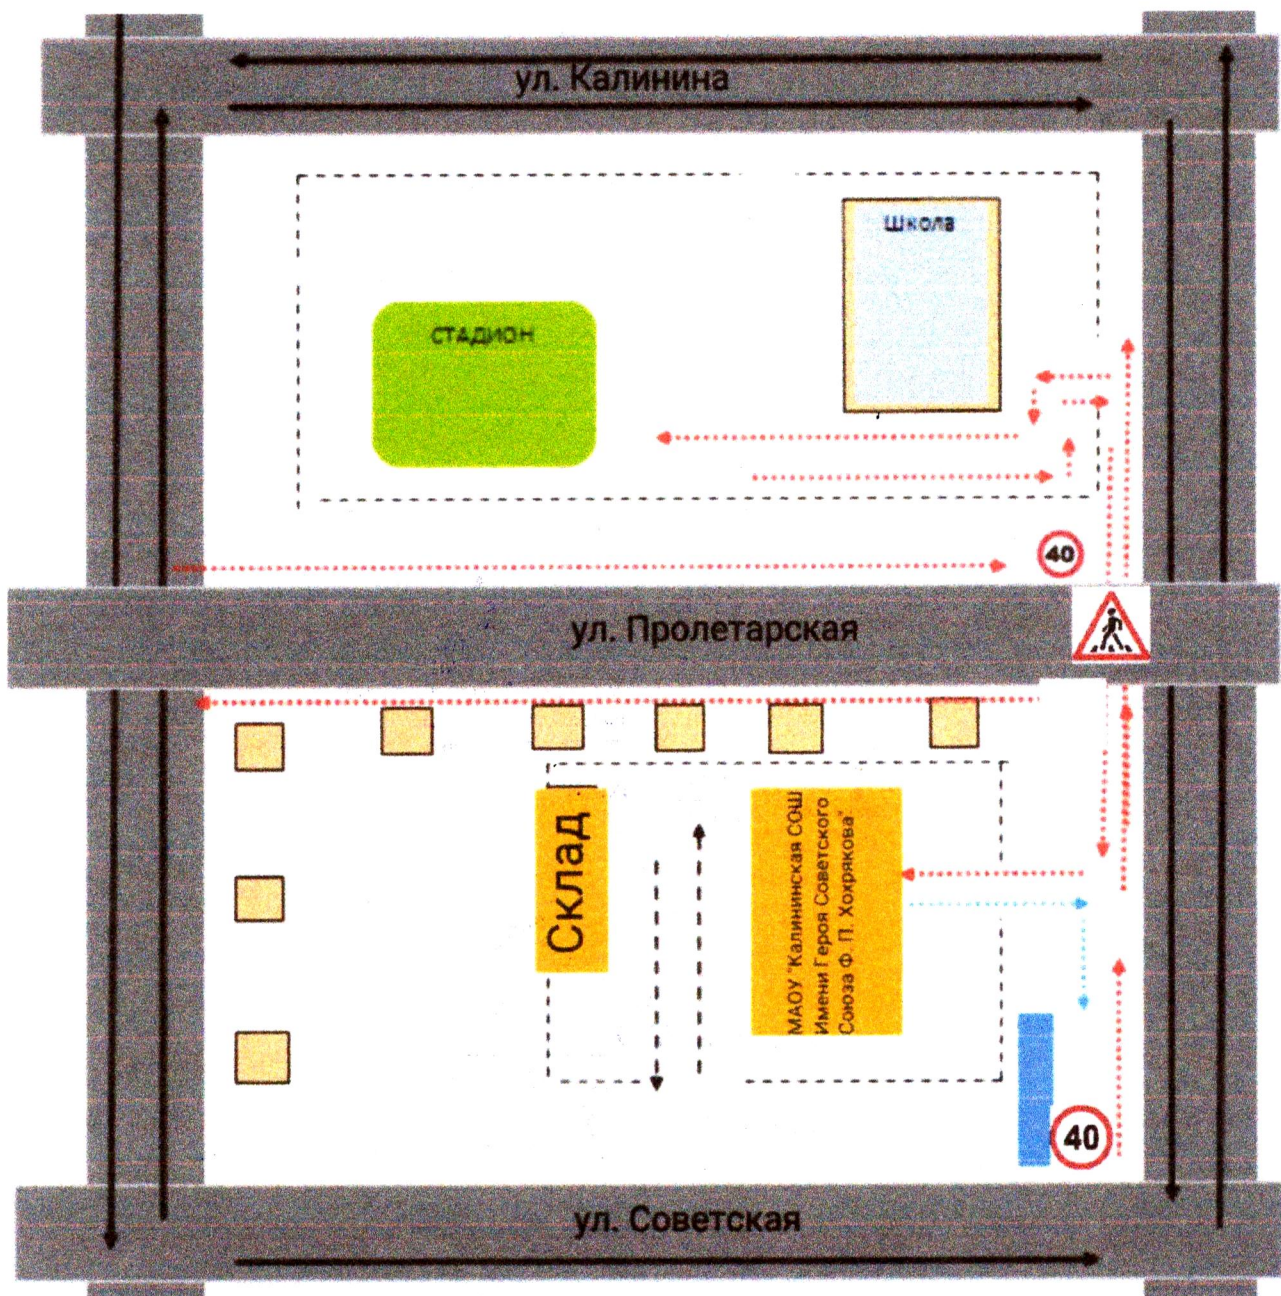 ул. Калинина
Школа
СТАДИОН
40
ул. Пролетарская
Склад
МАОУ "Калининская СОШ
Имени Героя Советского
Союза Ф. П. Хохрякова"
40
ул. Советская